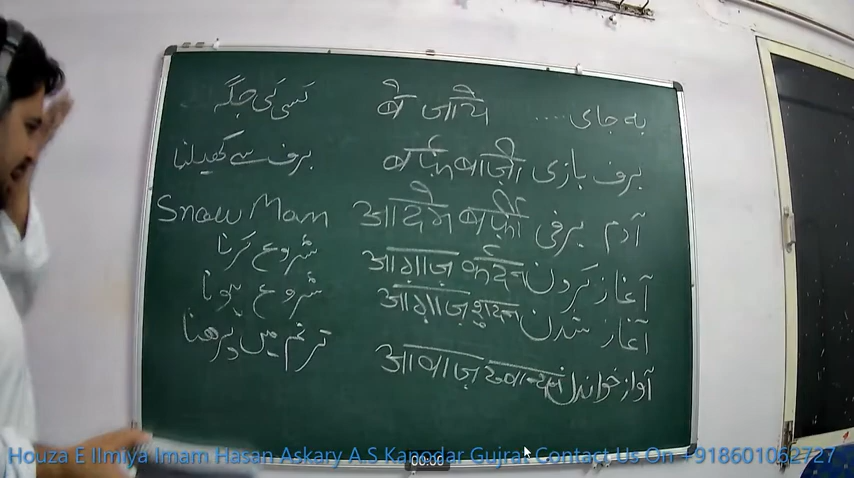 به جای .... बे जाये کسی کی جگہ
برف بازی बर्फ़ बाज़ी برف سے کھیلنا
آدم برفی आदम बर्फ़ी Snow Man
آغاز کردن आग़ाज़ कर्दन شروع کرنا
آغاز شدن आग़ाज़ शुदन شروع ہونا
آواز خواندن आवाज़ ख्वान्दन ترنم میں پڑھنا
Houza E Ilmiya Imam Hasan Askary A.S Kanodar Gujrat Contact Us On +918601062727
00:00